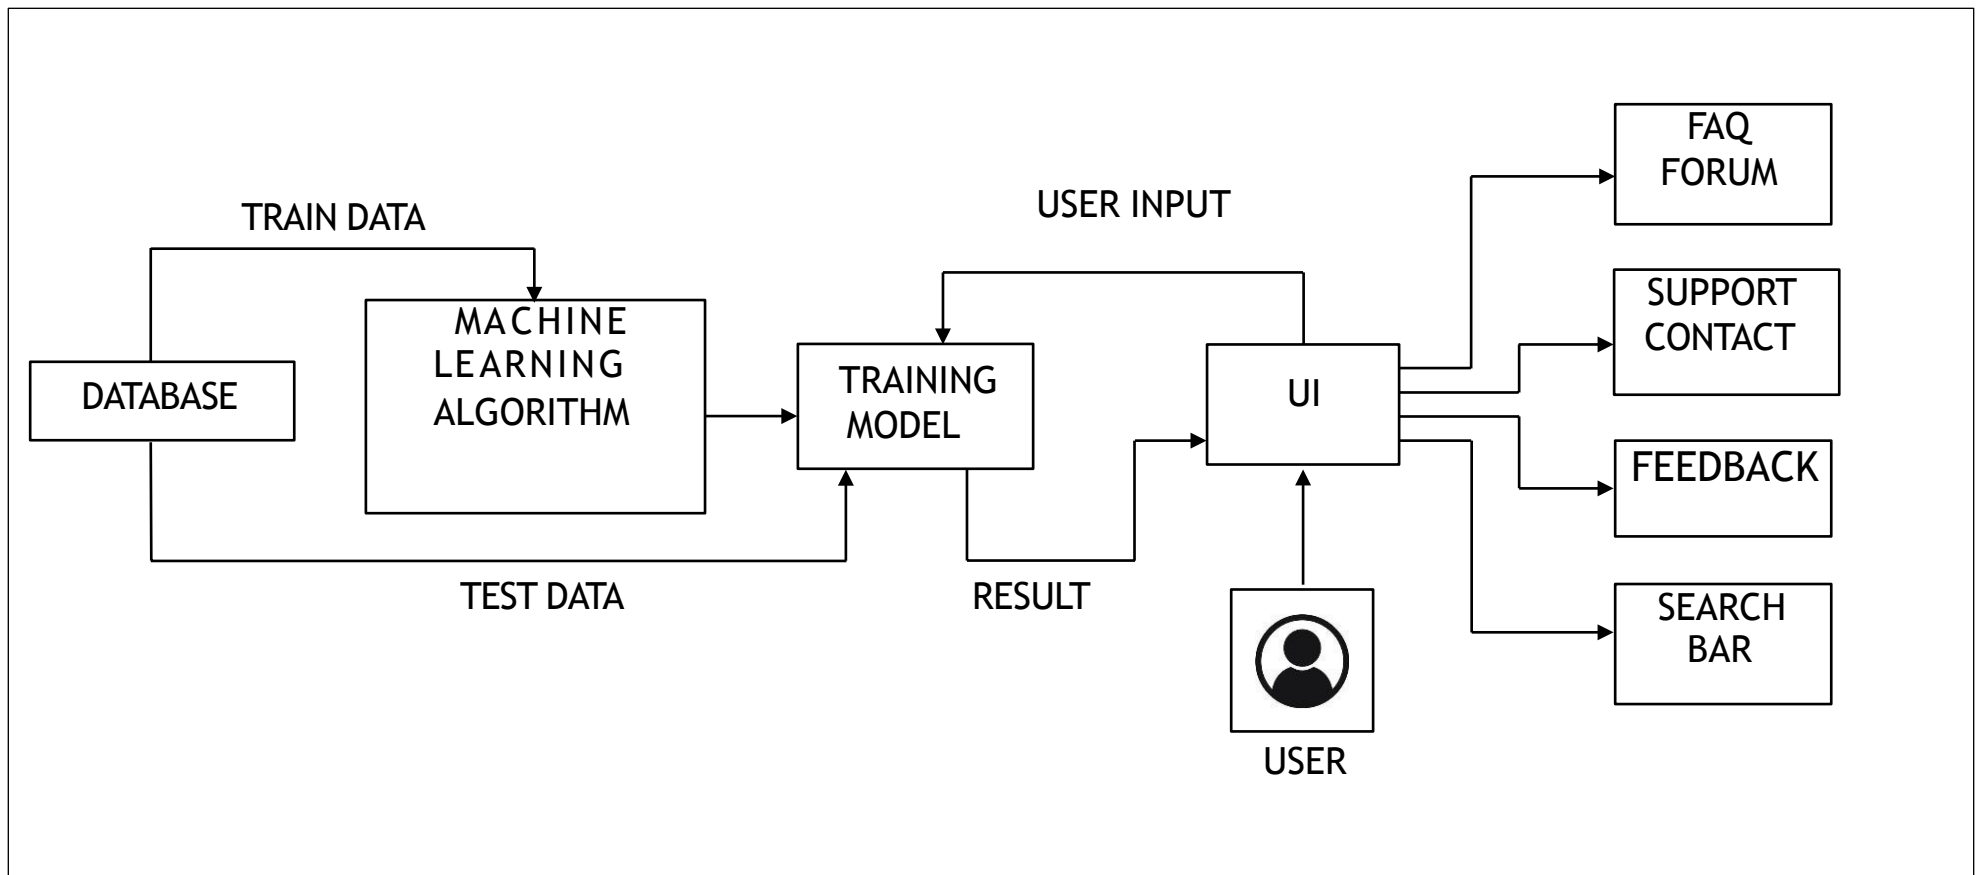 TRAIN DATA
DATABASE
MACHINE
LEARNING
ALGORITHM
TEST DATA
TRAINING
MODEL
USER INPUT
RESULT
UI
USER
FAQ
FORUM
SUPPORT
CONTACT
FEEDBACK
SEARCH
BAR